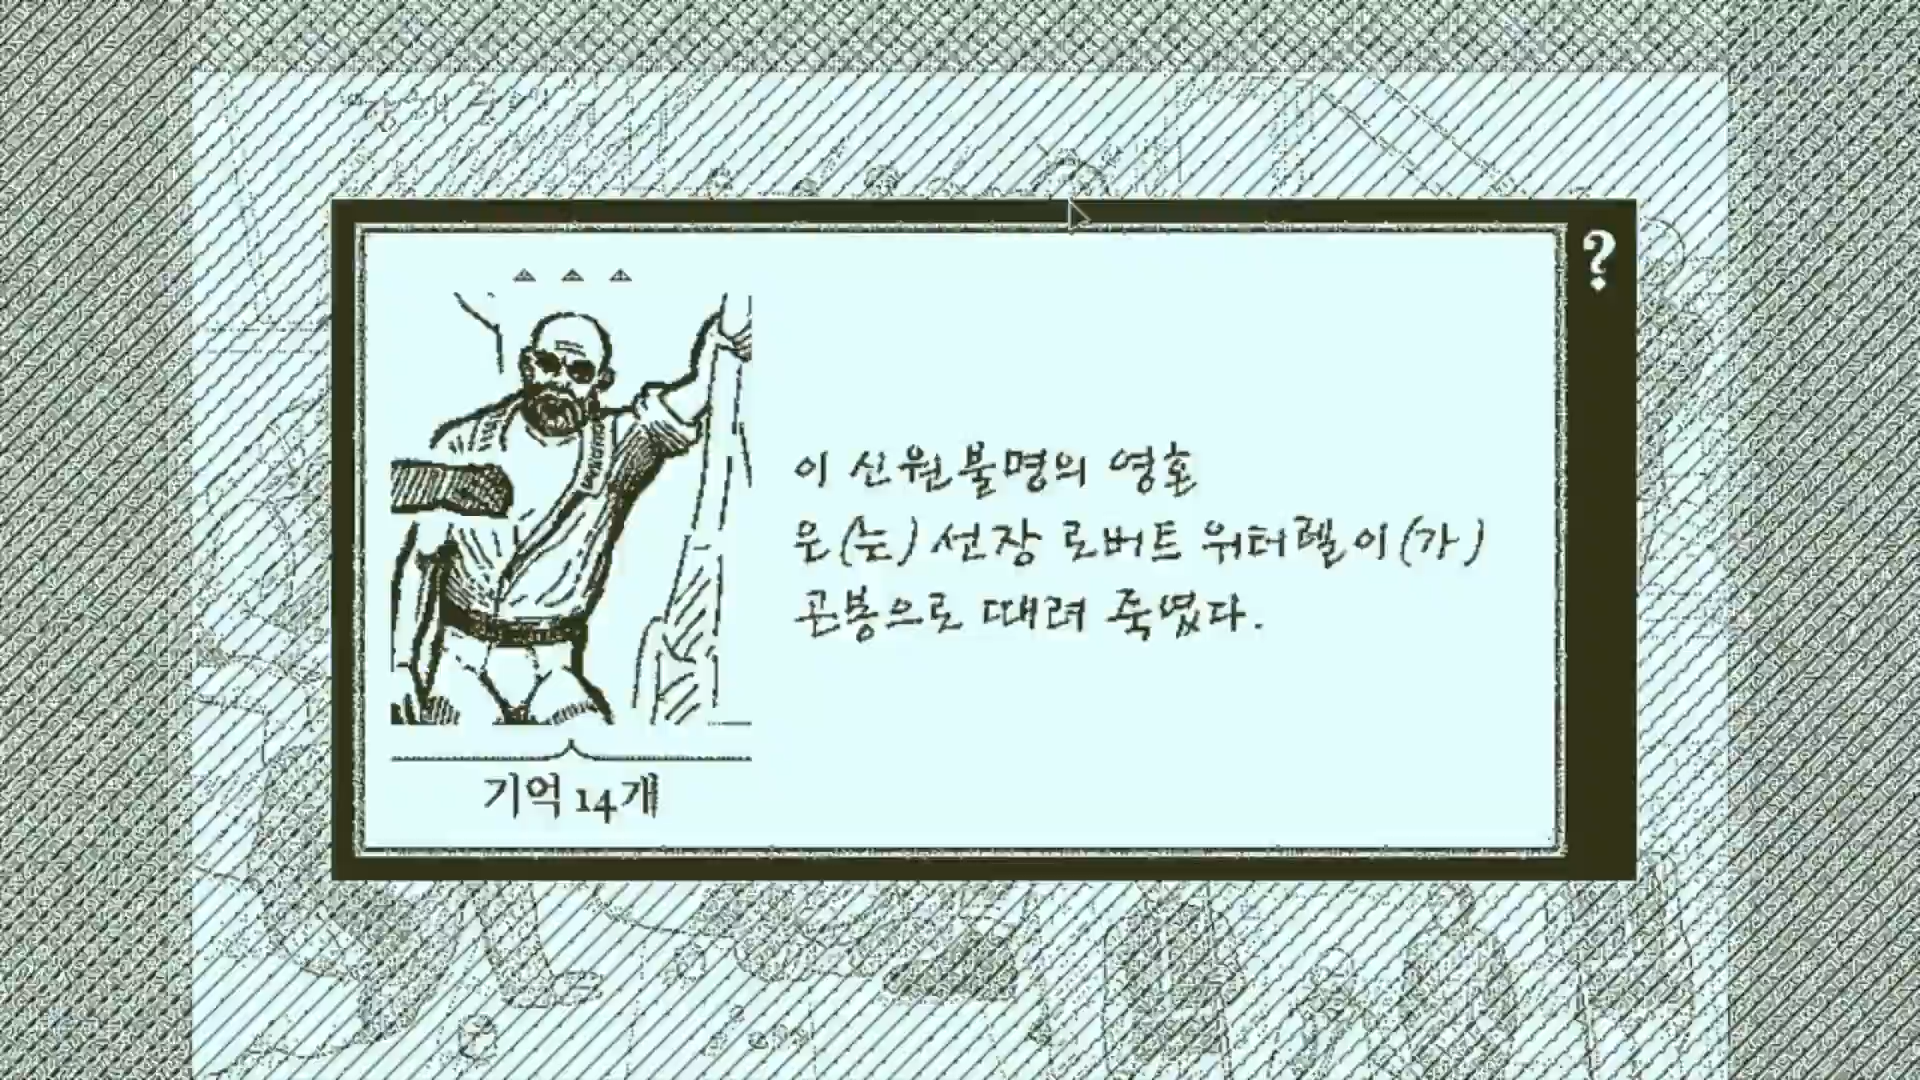 ?
이 신원불명의 영혼
은(는) 선장 로버트 위터렐이(가)
곤봉으로 때려 죽였다.
기억 14개